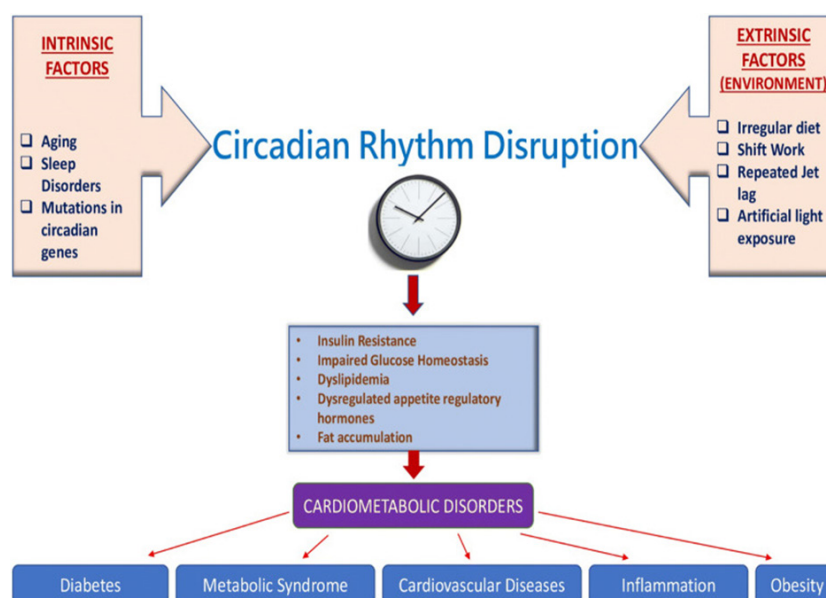 INTRINSIC
FACTORS
❑ Aging
❑ Sleep
Disorders
❑ Mutations in
circadian
genes
Circadian Rhythm Disruption
EXTRINSIC
FACTORS
(ENVIRONMENT)
❑ Irregular diet
❑ Shift Work
❑ Repeated Jet
lag
❑ Artificial light
exposure
• Insulin Resistance
• Impaired Glucose Homeostasis
• Dyslipidemia
• Dysregulated appetite regulatory
hormones
• Fat accumulation
CARDIOMETABOLIC DISORDERS
Diabetes
Metabolic Syndrome
Cardiovascular Diseases
Inflammation
Obesity